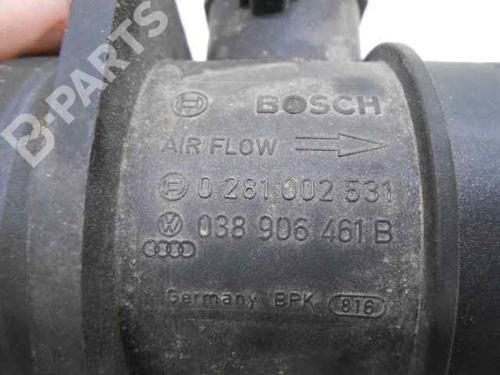 B-PARTS
BOSCH
AIR FLOW
0 281 002 531
038 906 461 B
Germany BPK 816